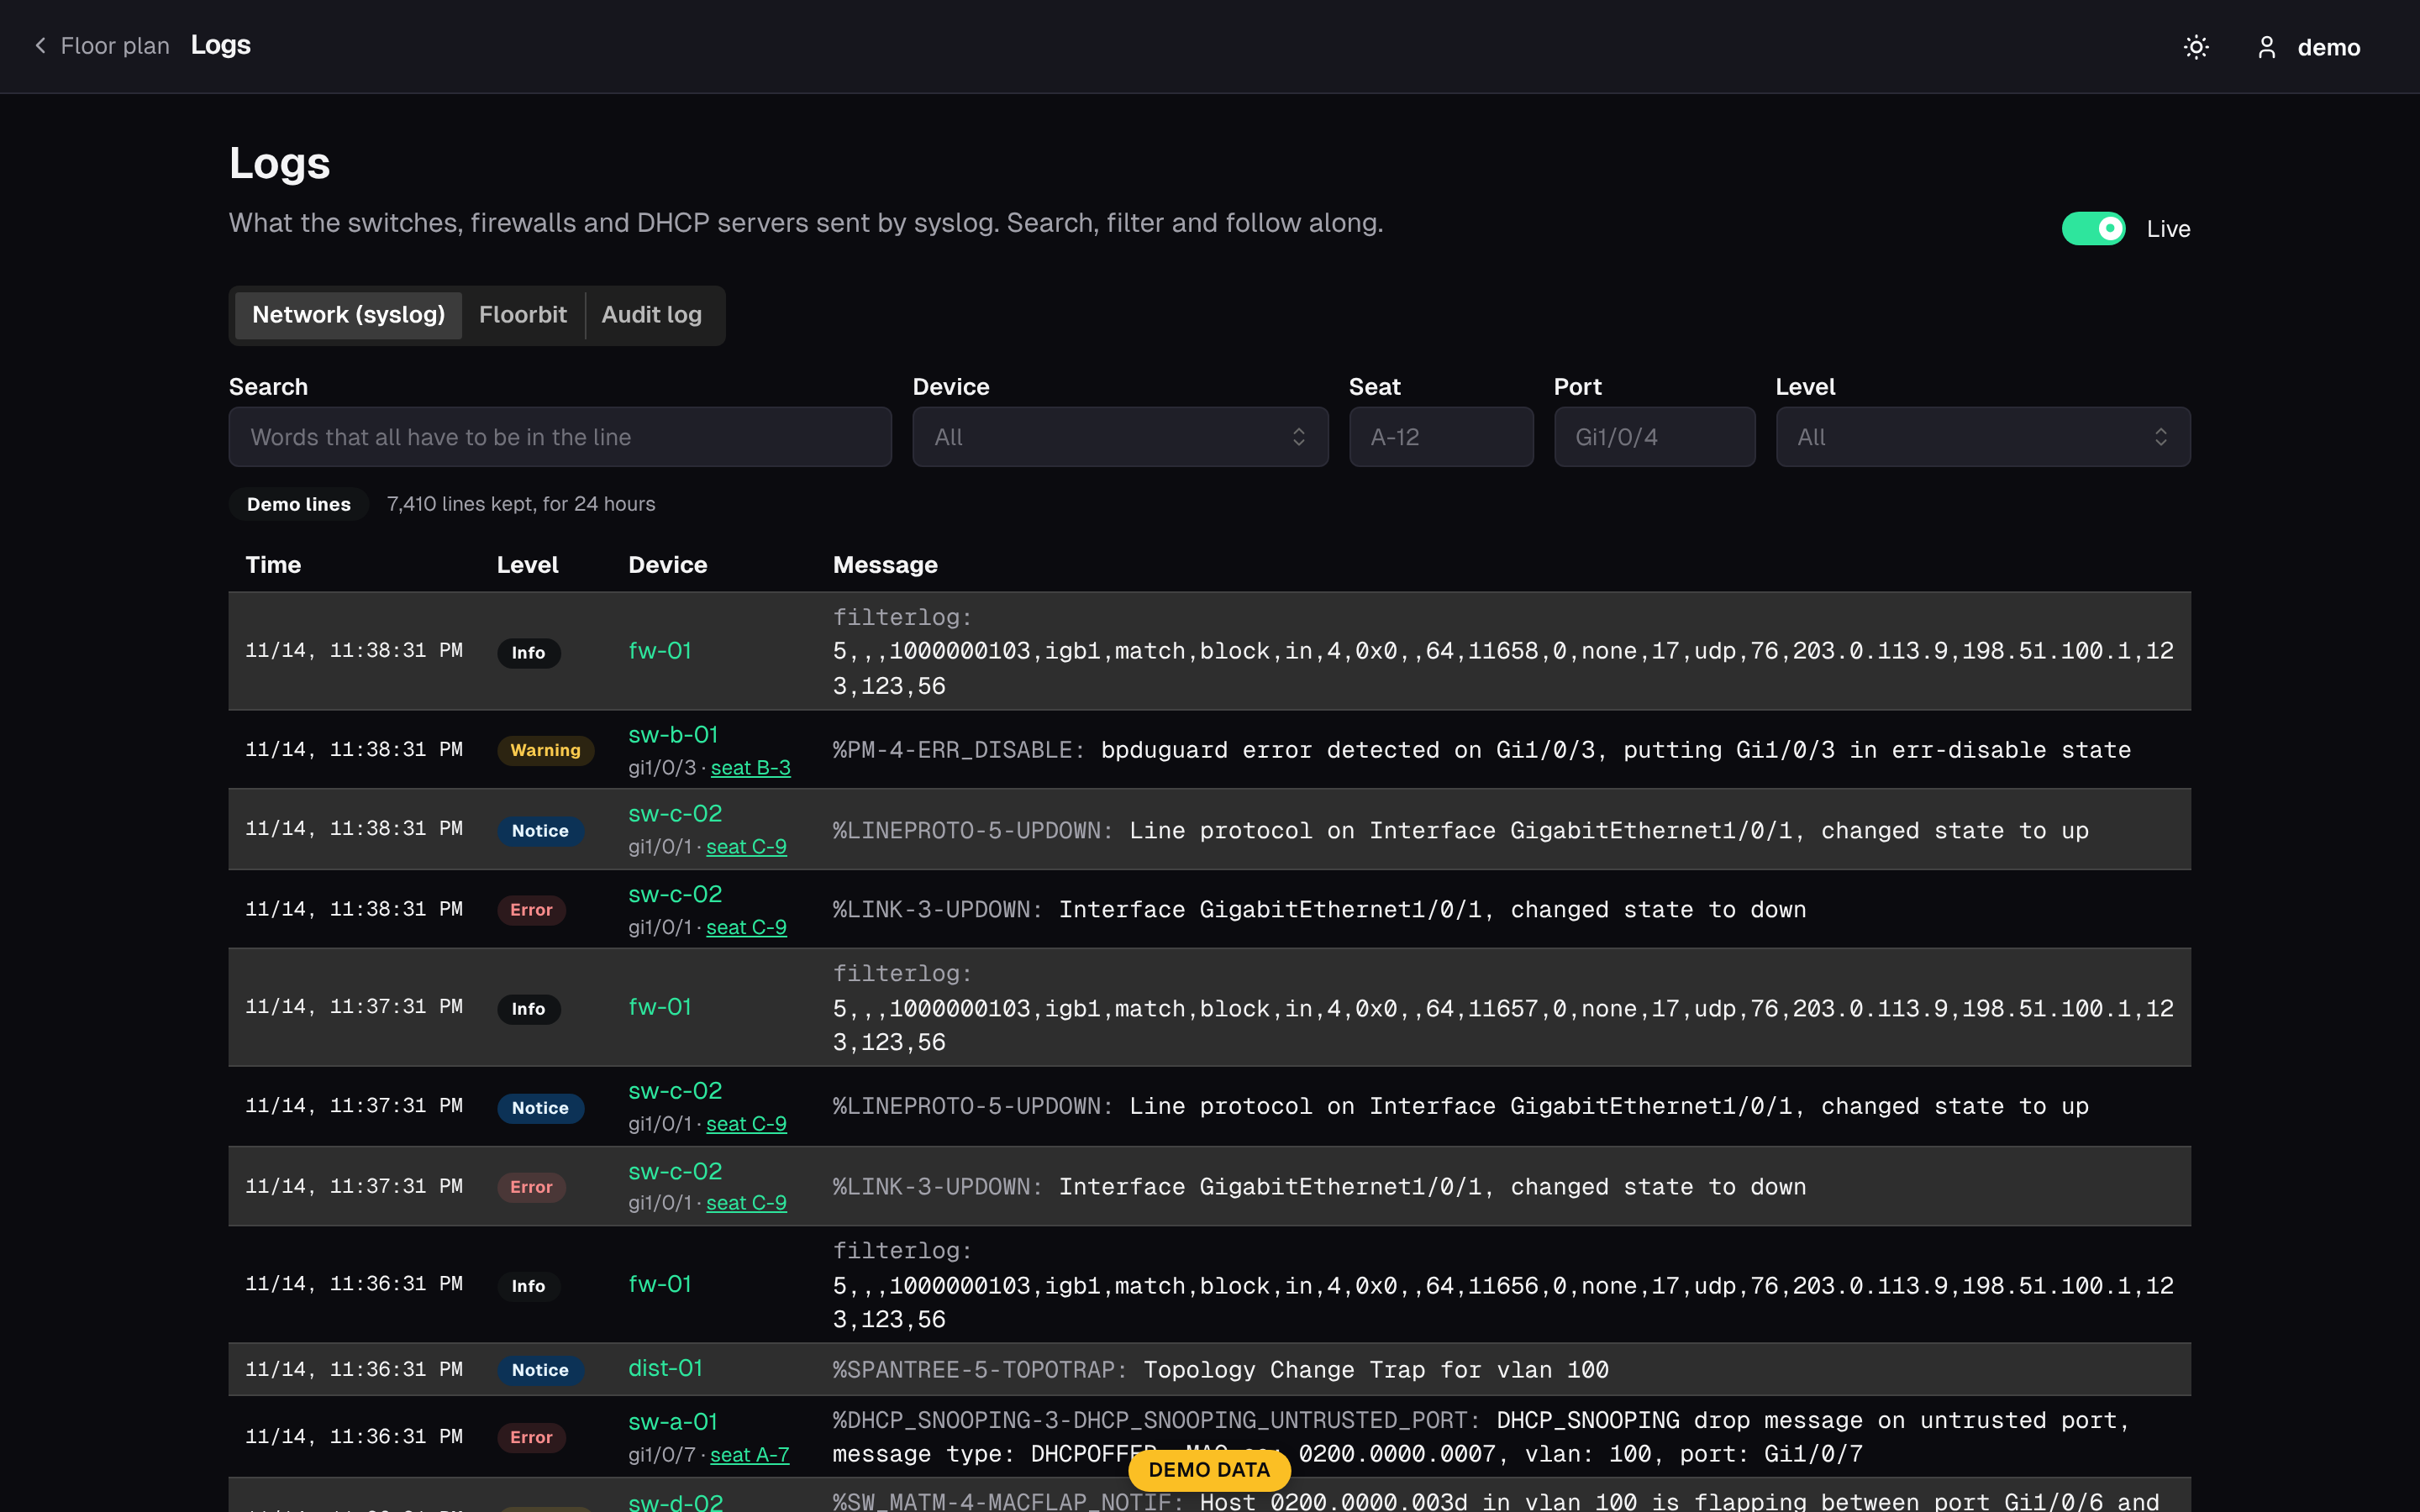 Floor plan Logs demo
Logs
What the switches, firewalls and DHCP servers sent by syslog. Search, filter and follow along.
Live
Network (syslog) Floorbit Audit log
Search Device Seat Port Level
Words that all have to be in the line All A-12 Gi1/0/4 All
Demo lines 7,410 lines kept, for 24 hours
Time Level Device Message
filterlog:
11/14, 11:38:31 PM Info fw-01 5,,,1000000103,igb1,match,block,in,4,0x0,,64,11658,0,none,17,udp,76,203.0.113.9,198.51.100.1,12
3,123,56
11/14, 11:38:31 PM Warning sw-b-01 %PM-4-ERR_DISABLE: bpduguard error detected on Gi1/0/3, putting Gi1/0/3 in err-disable state
gi1/0/3 · seat B-3
11/14, 11:38:31 PM Notice sw-c-02 %LINEPROTO-5-UPDOWN: Line protocol on Interface GigabitEthernet1/0/1, changed state to up
gi1/0/1 · seat C-9
11/14, 11:38:31 PM Error sw-c-02 %LINK-3-UPDOWN: Interface GigabitEthernet1/0/1, changed state to down
gi1/0/1 · seat C-9
filterlog:
11/14, 11:37:31 PM Info fw-01 5,,,1000000103,igb1,match,block,in,4,0x0,,64,11657,0,none,17,udp,76,203.0.113.9,198.51.100.1,12
3,123,56
11/14, 11:37:31 PM Notice sw-c-02 %LINEPROTO-5-UPDOWN: Line protocol on Interface GigabitEthernet1/0/1, changed state to up
gi1/0/1 · seat C-9
11/14, 11:37:31 PM Error sw-c-02 %LINK-3-UPDOWN: Interface GigabitEthernet1/0/1, changed state to down
gi1/0/1 · seat C-9
filterlog:
11/14, 11:36:31 PM Info fw-01 5,,,1000000103,igb1,match,block,in,4,0x0,,64,11656,0,none,17,udp,76,203.0.113.9,198.51.100.1,12
3,123,56
11/14, 11:36:31 PM Notice dist-01 %SPANTREE-5-TOPOTRAP: Topology Change Trap for vlan 100
11/14, 11:36:31 PM Error sw-a-01 %DHCP_SNOOPING-3-DHCP_SNOOPING_UNTRUSTED_PORT: DHCP_SNOOPING drop message on untrusted port,
gi1/0/7 · seat A-7 message type: 0200.0000.0007, vlan: 100, port: Gi1/0/7
DEMO DATA
sw-d-02 %SW_MATM-4-MACFLAP_NOTIF: Host 0200.0000.003d in vlan 100 is flapping between port Gi1/0/6 and